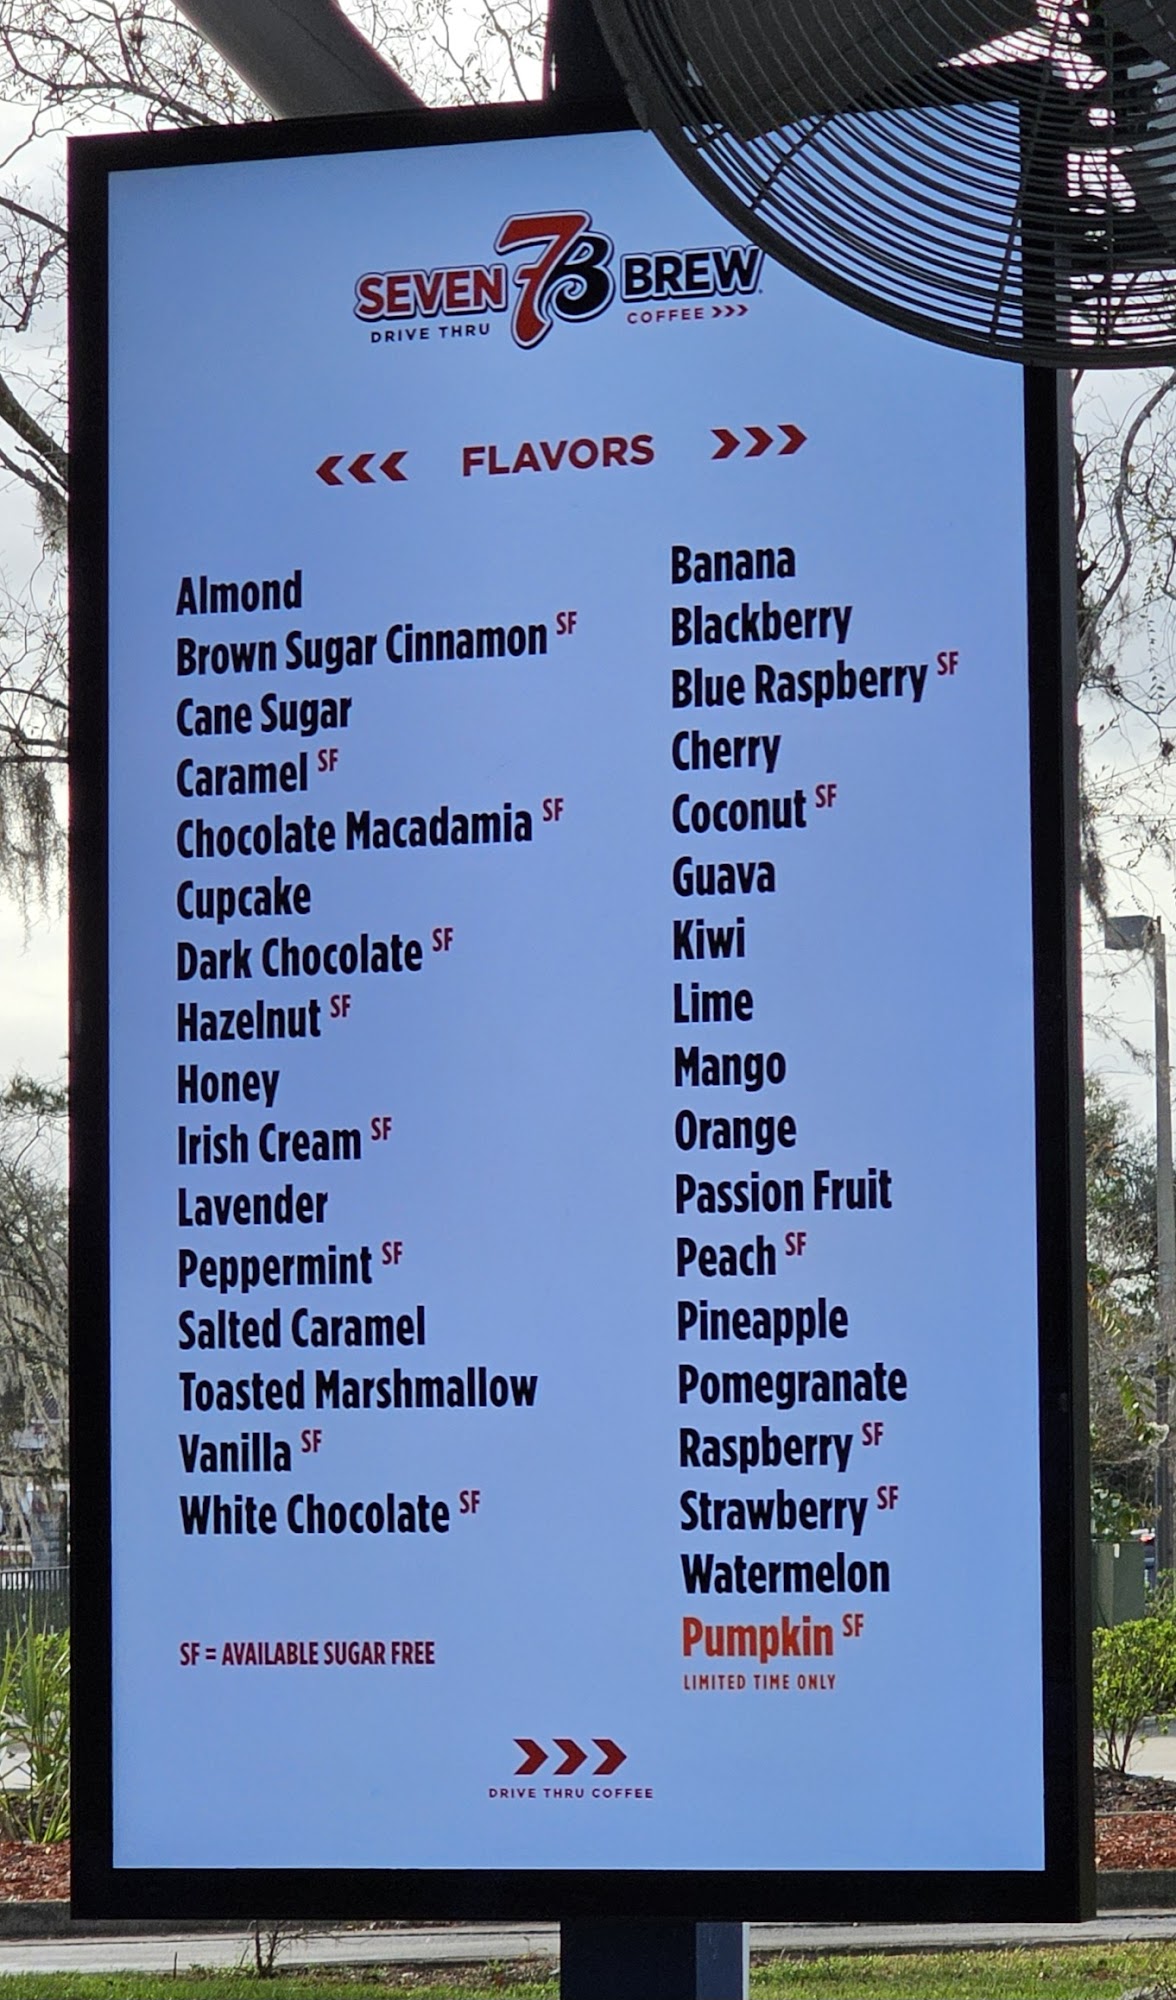 SEVEN 7B BREW
DRIVE THRU COFFEE >>>
<<< FLAVORS >>>
Almond
Brown Sugar Cinnamon SF
Cane Sugar
Caramel SF
Chocolate Macadamia SF
Cupcake
Dark Chocolate SF
Hazelnut SF
Honey
Irish Cream SF
Lavender
Peppermint SF
Salted Caramel
Toasted Marshmallow
Vanilla SF
White Chocolate SF
SF = AVAILABLE SUGAR FREE
Banana
Blackberry
Blue Raspberry SF
Cherry
Coconut SF
Guava
Kiwi
Lime
Mango
Orange
Passion Fruit
Peach SF
Pineapple
Pomegranate
Raspberry SF
Strawberry SF
Watermelon
Pumpkin SF
LIMITED TIME ONLY
>>>
DRIVE THRU COFFEE